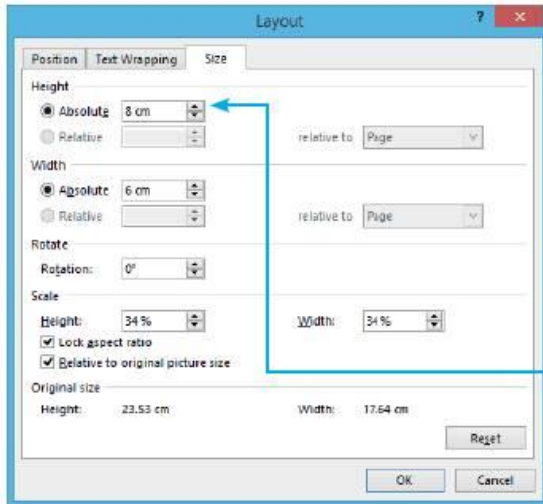 Layout ? ×
Position Text Wrapping Size
Height
Absolute 8 cm
Relative relative to Page
Width
Absolute 6 cm
Relative relative to Page
Rotate
Rotation: 0°
Scale
Height: 34 % Width: 34 %
Lock aspect ratio
Relative to original picture size
Original size
Height: 23.53 cm Width: 17.64 cm
Reset
OK Cancel